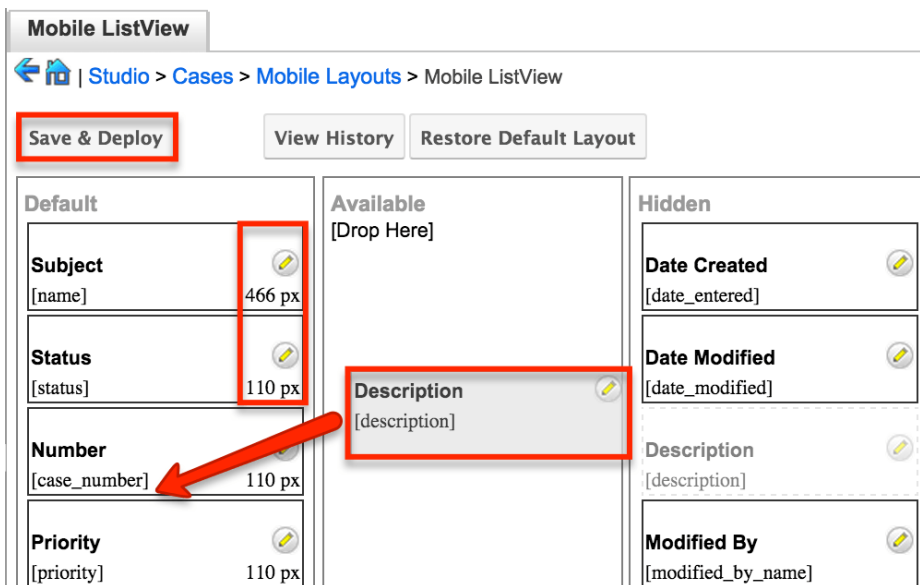 Mobile ListView
| Studio > Cases > Mobile Layouts > Mobile ListView
Save & Deploy
View History
Restore Default Layout
Default
Subject
[name]
466 px
Status
[status]
110 px
Number
[case_number]
110 px
Priority
[priority]
110 px
Available
[Drop Here]
Description
[description]
Hidden
Date Created
[date_entered]
Date Modified
[date_modified]
Description
[description]
Modified By
[modified_by_name]